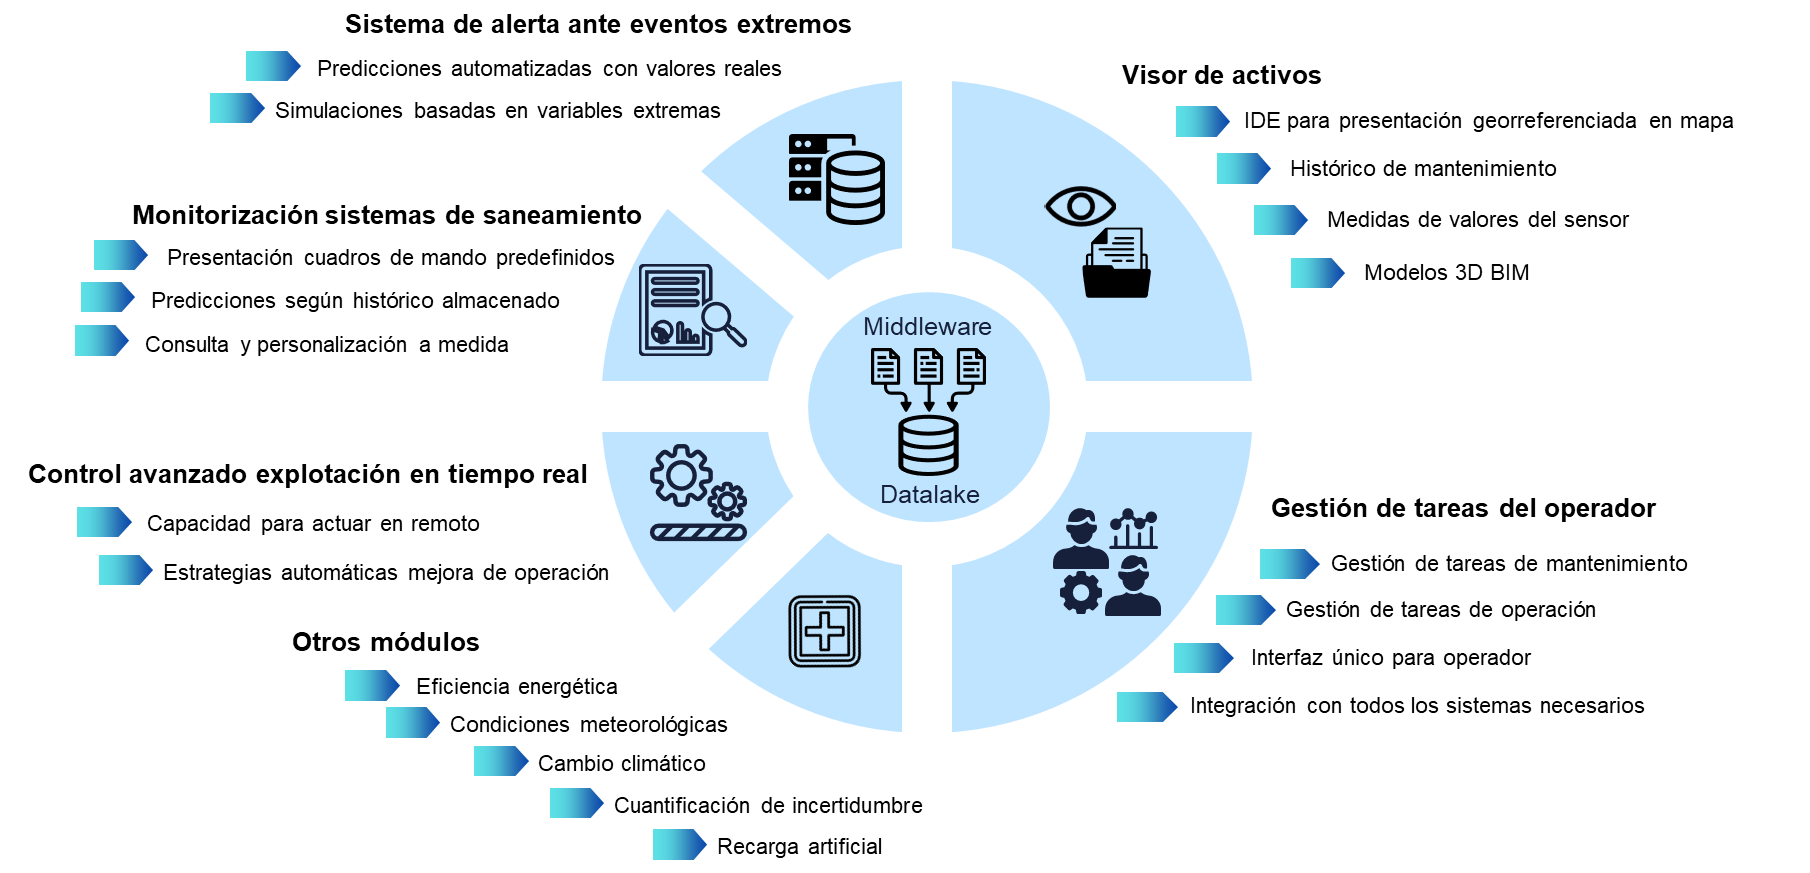 Sistema de alerta ante eventos extremos
Predicciones automatizadas con valores reales
Simulaciones basadas en variables extremas
Visor de activos
IDE para presentación georreferenciada en mapa
Histórico de mantenimiento
Medidas de valores del sensor
Modelos 3D BIM
Monitorización sistemas de saneamiento
Presentación cuadros de mando predefinidos
Predicciones según histórico almacenado
Consulta y personalización a medida
Middleware
Datalake
Control avanzado explotación en tiempo real
Capacidad para actuar en remoto
Estrategias automáticas mejora de operación
Gestión de tareas del operador
Gestión de tareas de mantenimiento
Gestión de tareas de operación
Interfaz único para operador
Integración con todos los sistemas necesarios
Otros módulos
Eficiencia energética
Condiciones meteorológicas
Cambio climático
Cuantificación de incertidumbre
Recarga artificial